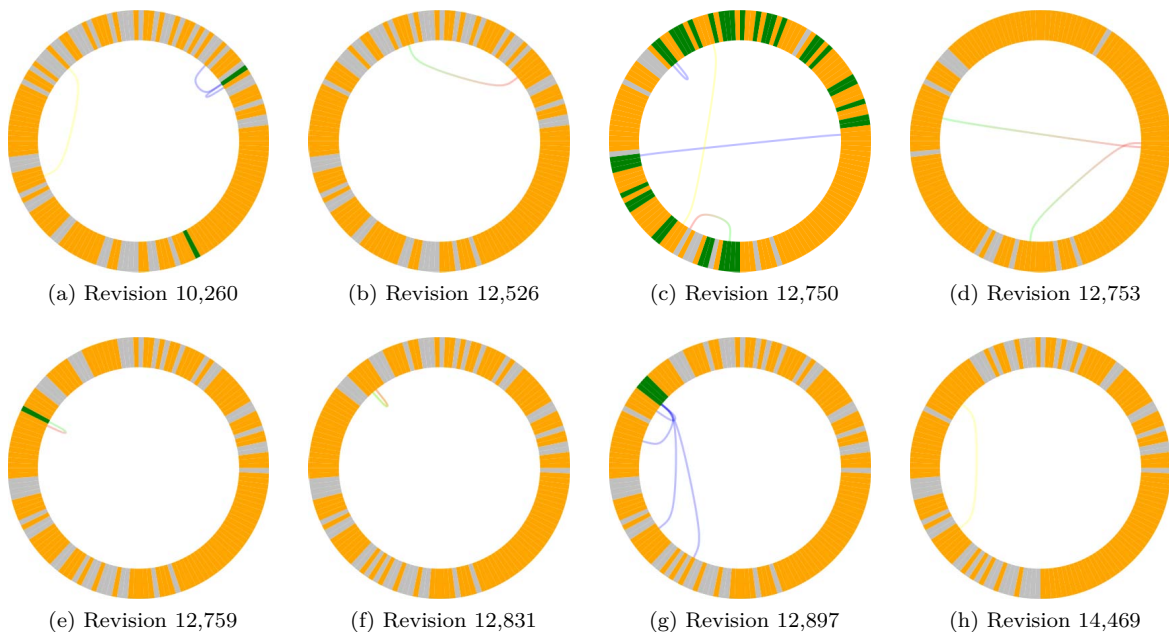 (a) Revision 10,260
(b) Revision 12,526
(c) Revision 12,750
(d) Revision 12,753
(e) Revision 12,759
(f) Revision 12,831
(g) Revision 12,897
(h) Revision 14,469